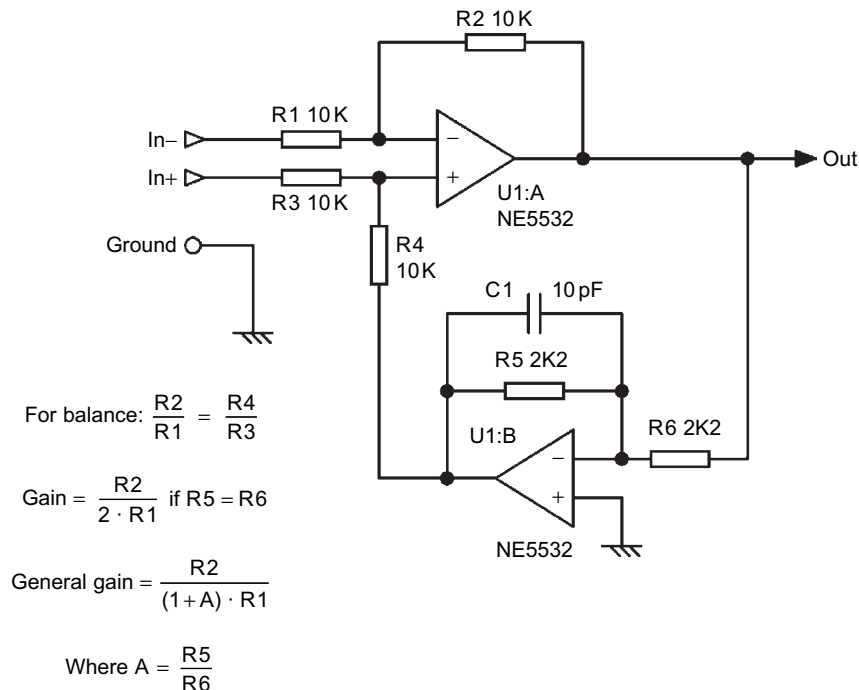 R2 10K
R1 10K
In–
–
In+
+
Out
R3 10K
U1:A
NE5532
Ground
R4
10K
C1 10pF
R5 2K2
For balance: R2/R1 = R4/R3
U1:B
R6 2K2
–
+
Gain = R2/(2 · R1) if R5 = R6
NE5532
General gain = R2/((1+A) · R1)
Where A = R5/R6